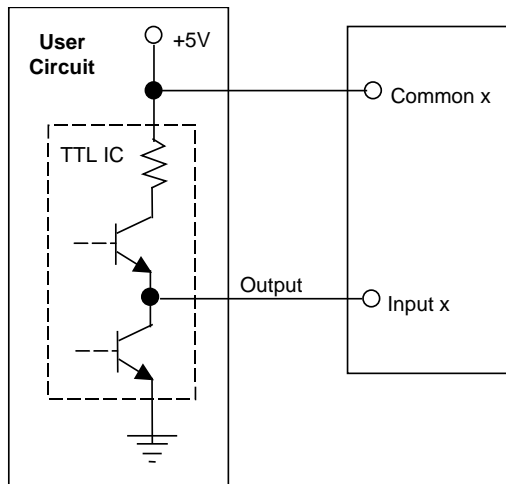 User
Circuit
+5V
Common x
TTL IC
Output
Input x